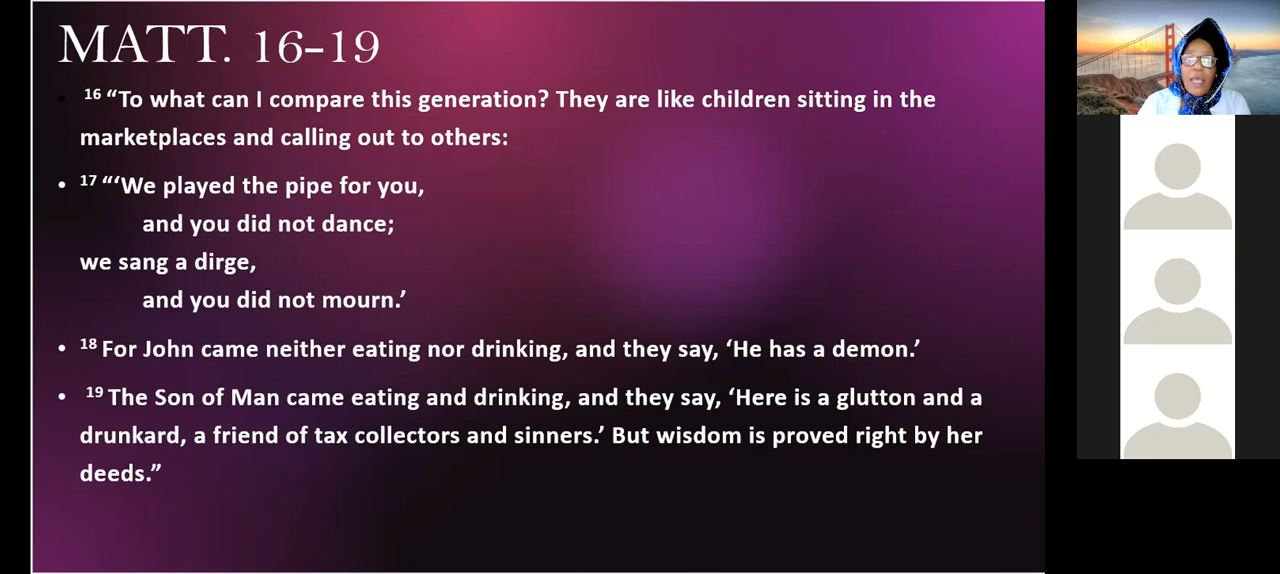 MATT. 16–19
16 “To what can I compare this generation? They are like children sitting in the
marketplaces and calling out to others:
• 17 “‘We played the pipe for you,
and you did not dance;
we sang a dirge,
and you did not mourn.’
• 18 For John came neither eating nor drinking, and they say, ‘He has a demon.’
• 19 The Son of Man came eating and drinking, and they say, ‘Here is a glutton and a
drunkard, a friend of tax collectors and sinners.’ But wisdom is proved right by her
deeds.”